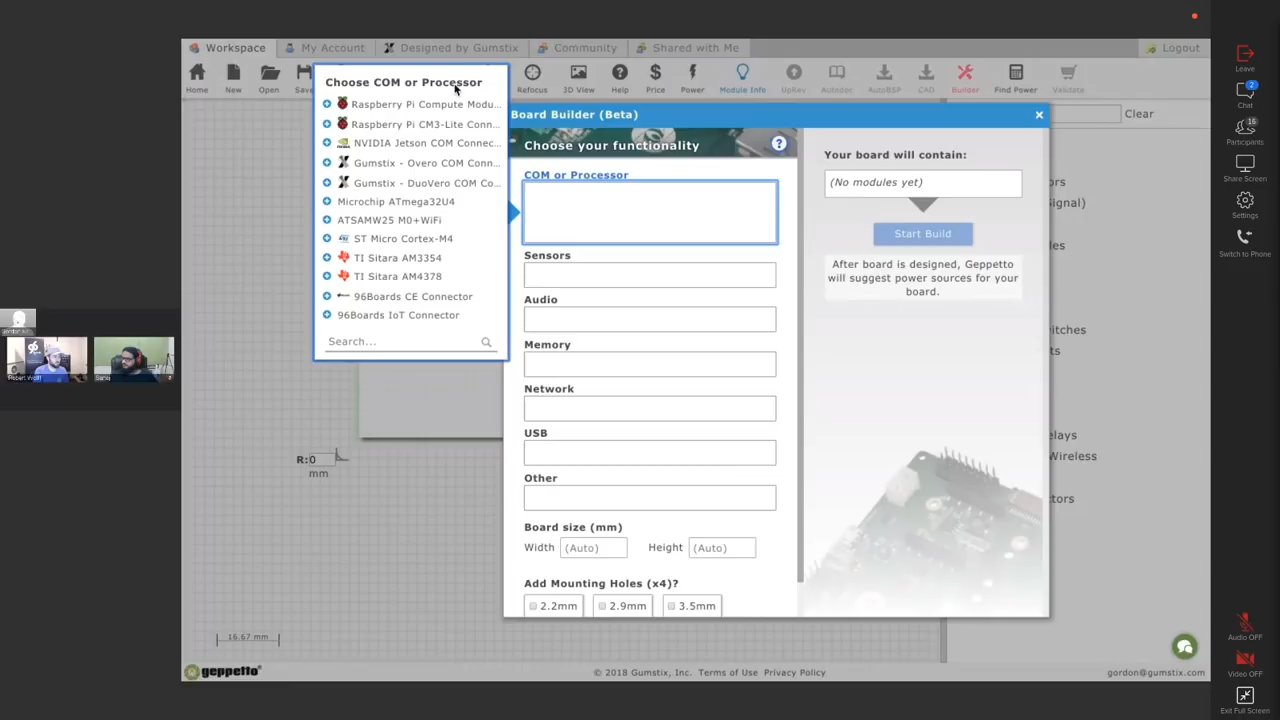 Workspace
My Account
Designed by Gumstix
Community
Shared with Me
Logout
Home
New
Open
Save
Refocus
3D View
Help
Price
Power
Module Info
UpRev
Autodoc
AutoBSP
CAD
Builder
Find Power
Validate
Choose COM or Processor
Raspberry Pi Compute Modu...
Raspberry Pi CM3-Lite Conn...
NVIDIA Jetson COM Connec...
Gumstix - Overo COM Conn...
Gumstix - DuoVero COM Co...
Microchip ATmega32U4
ATSAMW25 M0+WiFi
ST Micro Cortex-M4
TI Sitara AM3354
TI Sitara AM4378
96Boards CE Connector
96Boards IoT Connector
Search...
Board Builder (Beta)
Choose your functionality
?
COM or Processor
Sensors
Audio
Memory
Network
USB
Other
Board size (mm)
Width (Auto) Height (Auto)
Add Mounting Holes (x4)?
2.2mm 2.9mm 3.5mm
Your board will contain:
(No modules yet)
Start Build
After board is designed, Geppetto
will suggest power sources for your
board.
Clear
ors
Signal)
les
itches
ts
elays
Wireless
tors
R:0
mm
16.67 mm
geppetto
© 2018 Gumstix, Inc. Terms of Use Privacy Policy
gordon@gumstix.com
Robert Wolff
Leave
2
Chat
16
Participants
Share Screen
Settings
Switch to Phone
Audio OFF
Video OFF
Exit Full Screen